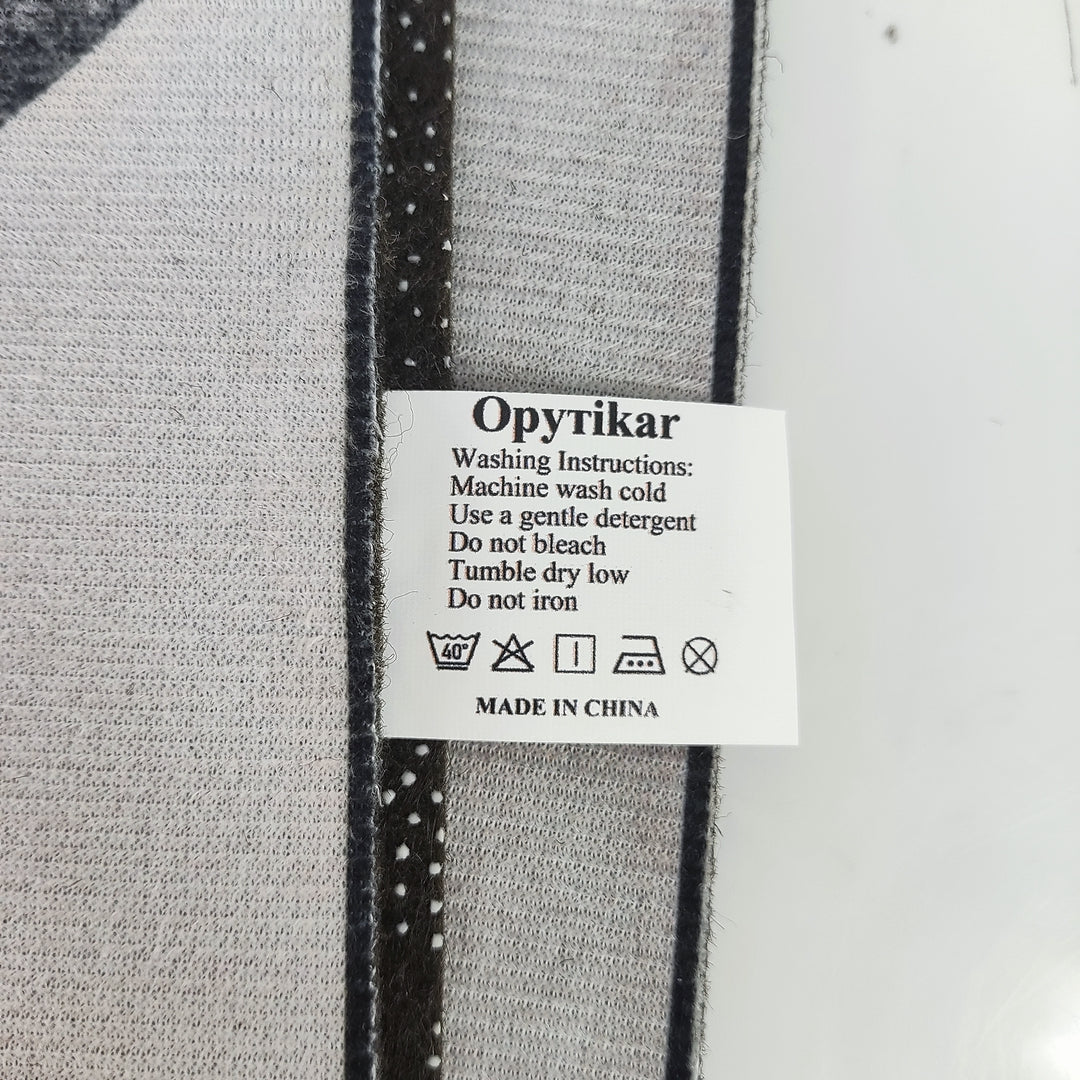 Opyтikar
Washing Instructions:
Machine wash cold
Use a gentle detergent
Do not bleach
Tumble dry low
Do not iron
40°
MADE IN CHINA